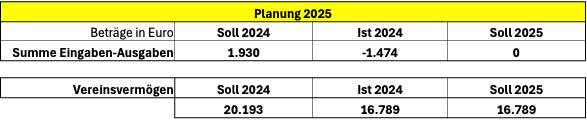 Planung 2025
Beträge in Euro Soll 2024 Ist 2024 Soll 2025
Summe Eingaben-Ausgaben 1.930 -1.474 0
Vereinsvermögen Soll 2024 Ist 2024 Soll 2025
20.193 16.789 16.789